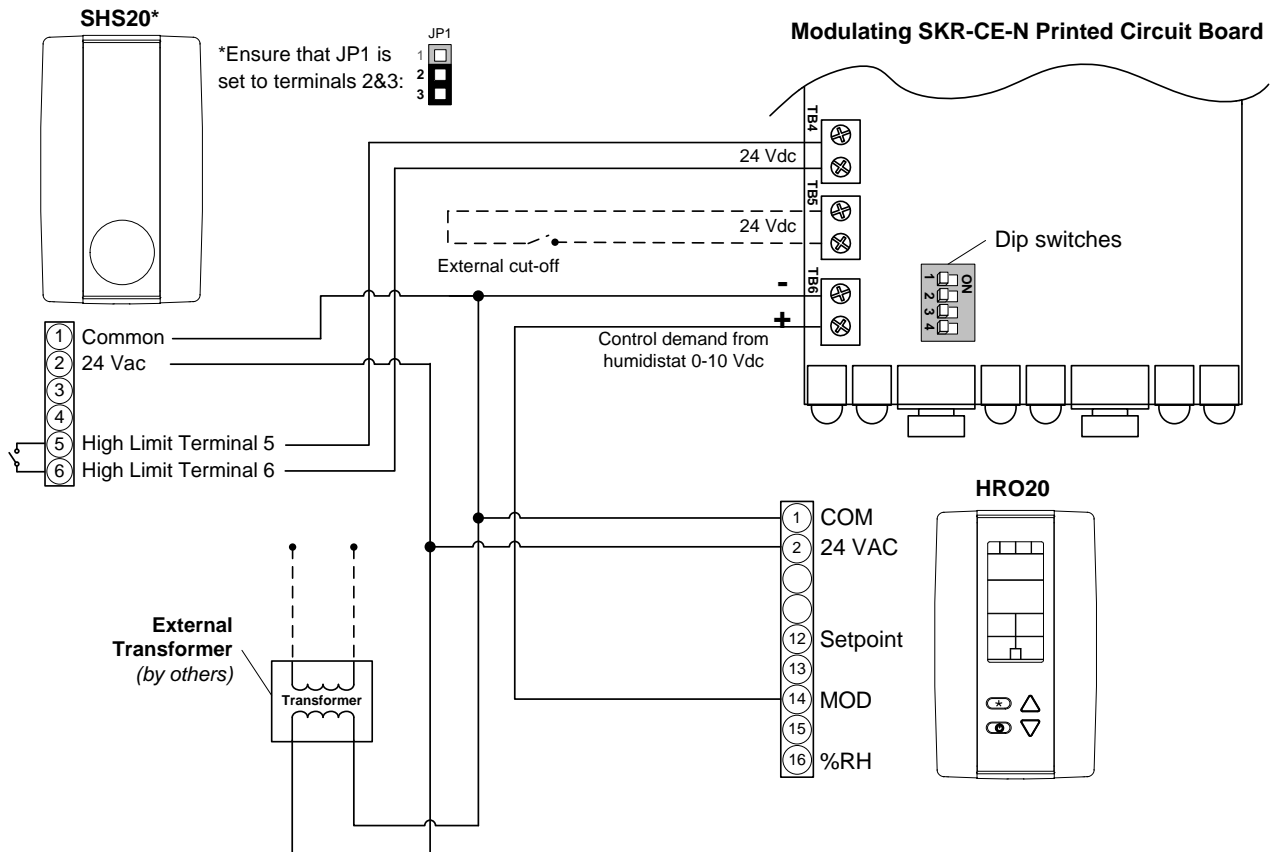 SHS20*
*Ensure that JP1 is
set to terminals 2&3:
JP1
1
2
3
Modulating SKR-CE-N Printed Circuit Board
TB4
24 Vdc
TB5
24 Vdc
External cut-off
TB6
-
+
Control demand from
humidistat 0-10 Vdc
Dip switches
ON
1
2
3
4
1 Common
2 24 Vac
3
4
5 High Limit Terminal 5
6 High Limit Terminal 6
External
Transformer
(by others)
Transformer
HRO20
1 COM
2 24 VAC
12 Setpoint
13
14 MOD
15
16 %RH